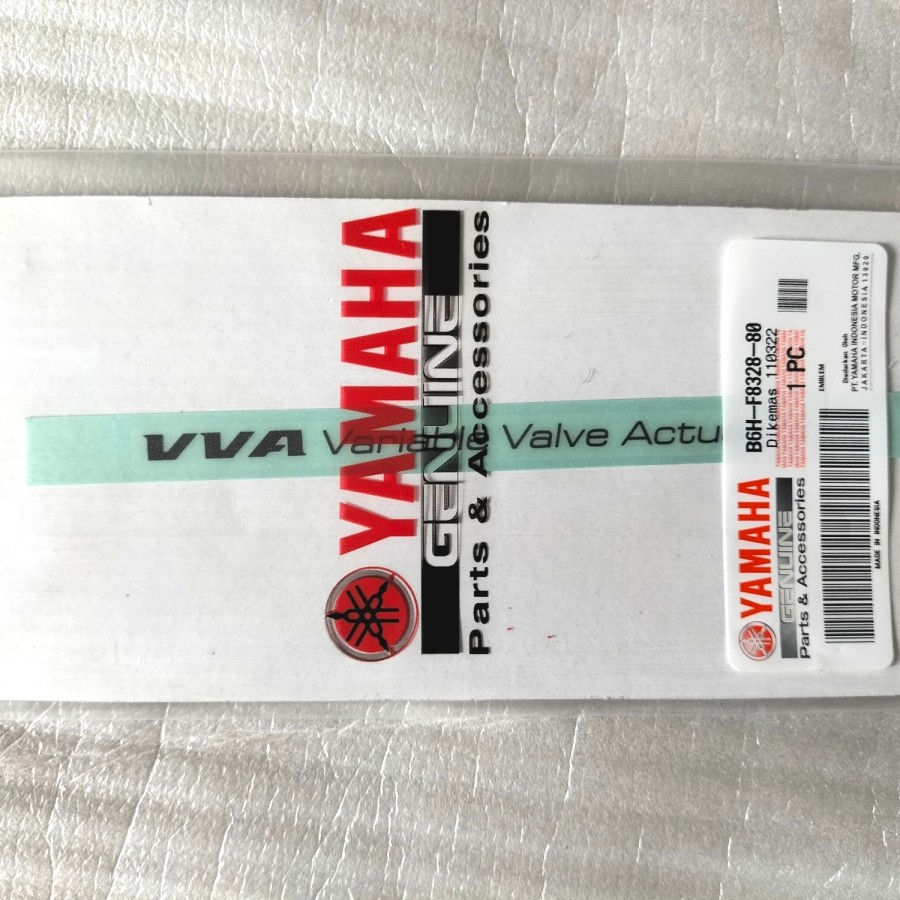 YAMAHA
GENUINE
Parts & Accessories
VVA Variable Valve Actu
B6H-F8328-80
Dikemas 110322
1 PC
EMBLEM
Diedarkan Oleh
PT. YAMAHA INDONESIA MOTOR MFG.
JAKARTA-INDONESIA 13920
YAMAHA
GENUINE
Parts & Accessories
MADE IN INDONESIA